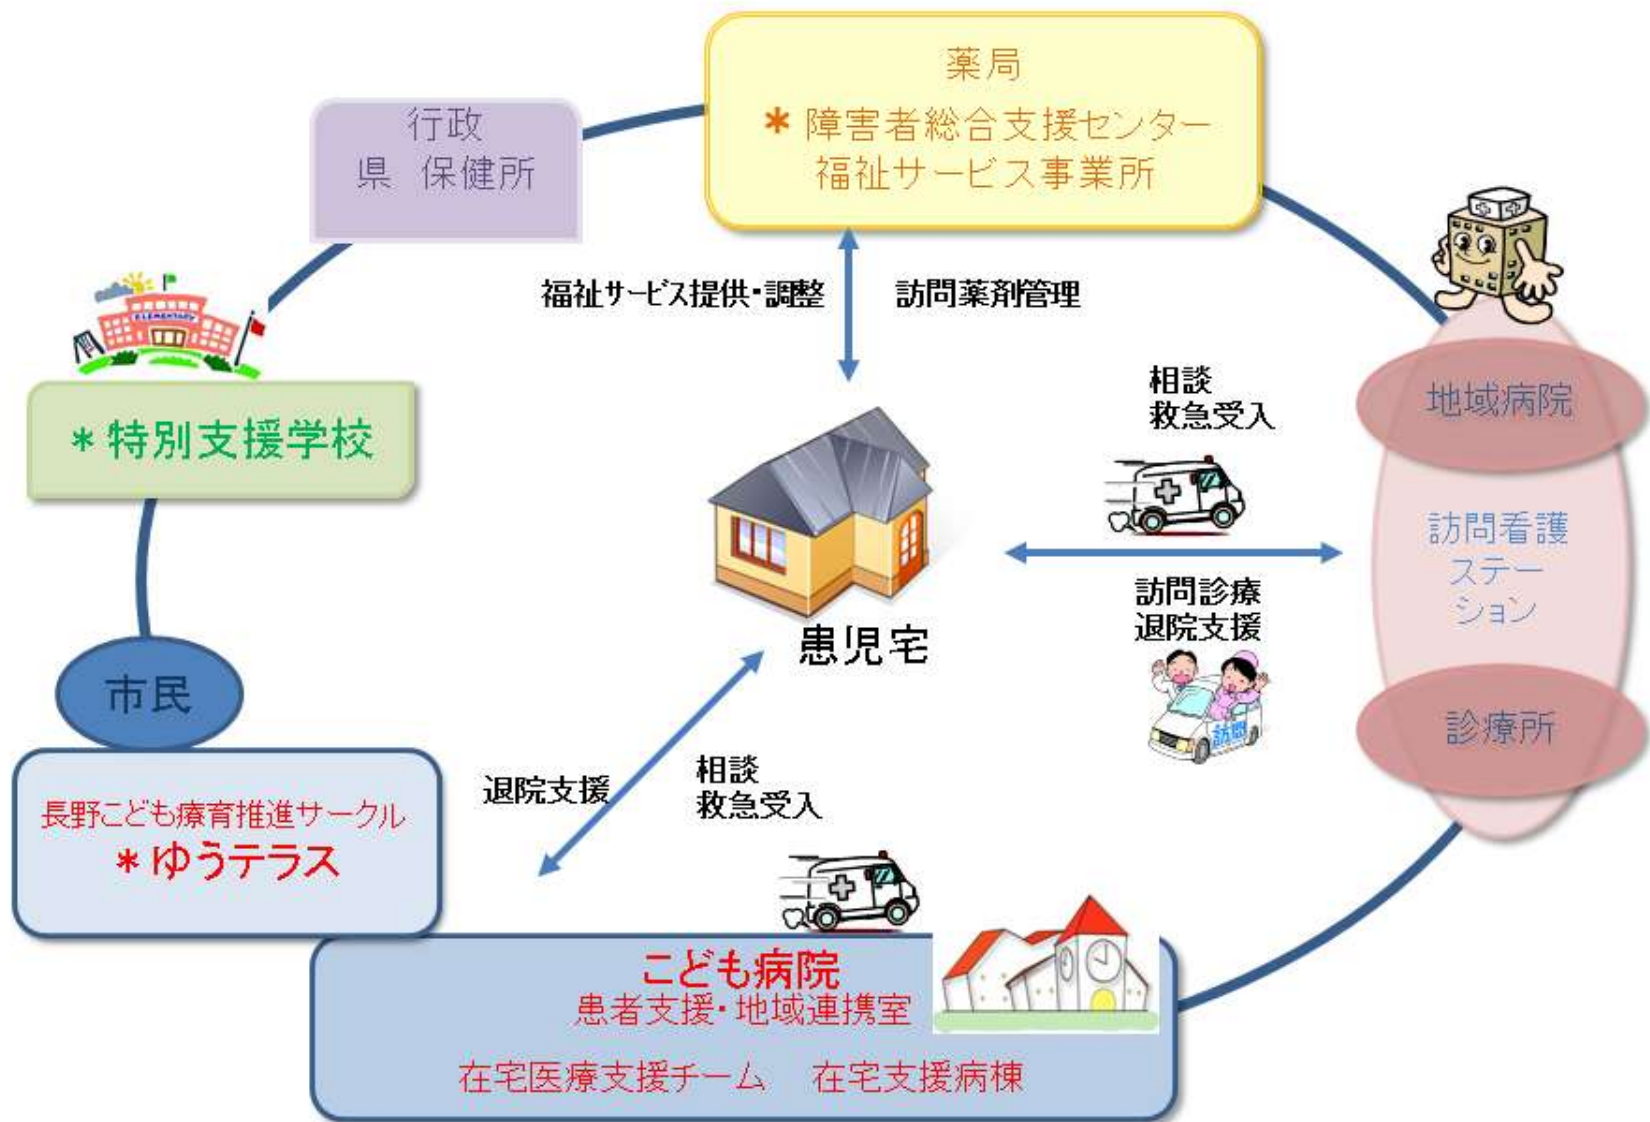 薬局
* 障害者総合支援センター
福祉サービス事業所
行政
県 保健所
福祉サービス提供・調整
訪問薬剤管理
ELEMENTARY
* 特別支援学校
相談
救急受入
地域病院
訪問看護
ステー
ション
訪問診療
退院支援
訪問
診療所
患児宅
市民
長野こども療育推進サークル
* ゆうテラス
退院支援
相談
救急受入
こども病院
患者支援・地域連携室
在宅医療支援チーム 在宅支援病棟